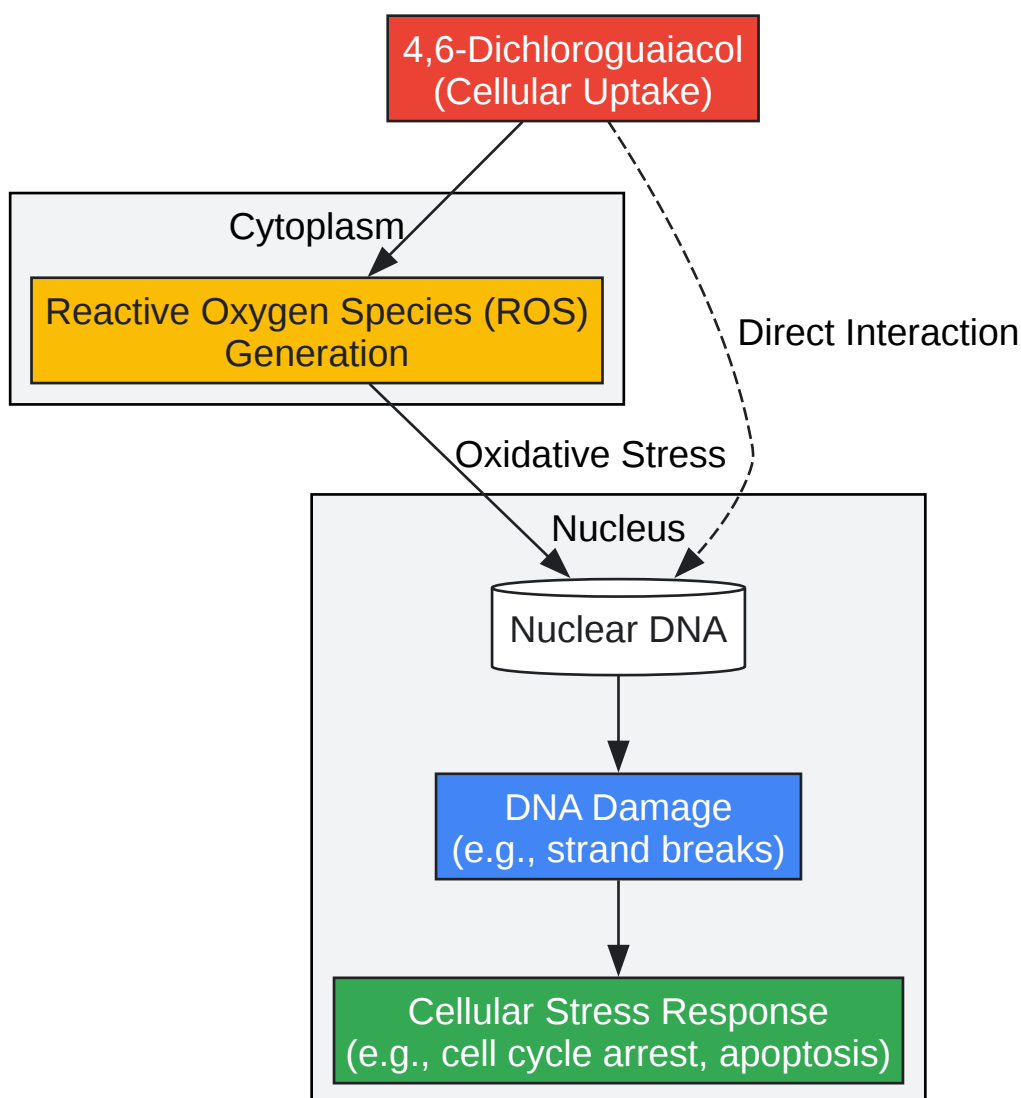 4,6-Dichloroguaiacol
(Cellular Uptake)
Cytoplasm
Reactive Oxygen Species (ROS)
Generation
Direct Interaction
Oxidative Stress
Nucleus
Nuclear DNA
DNA Damage
(e.g., strand breaks)
Cellular Stress Response
(e.g., cell cycle arrest, apoptosis)